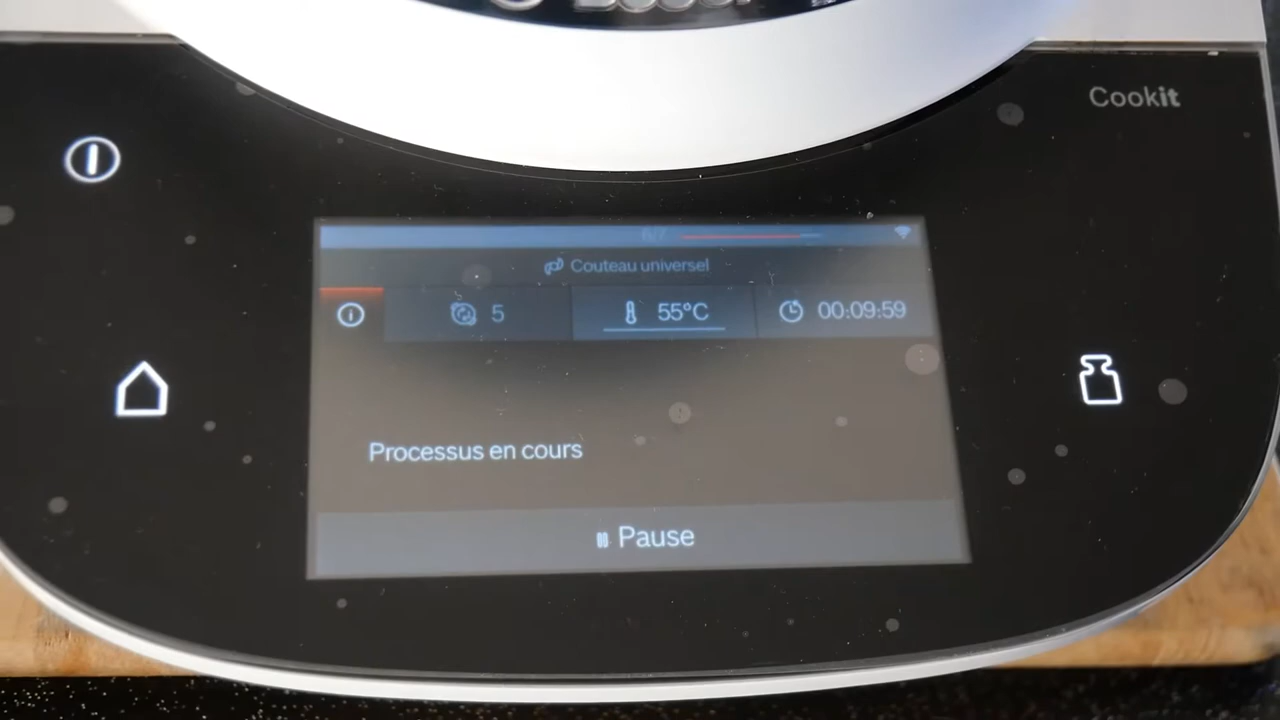 Cookit
Couteau universel
5
55°C
00:09:59
Processus en cours
Pause